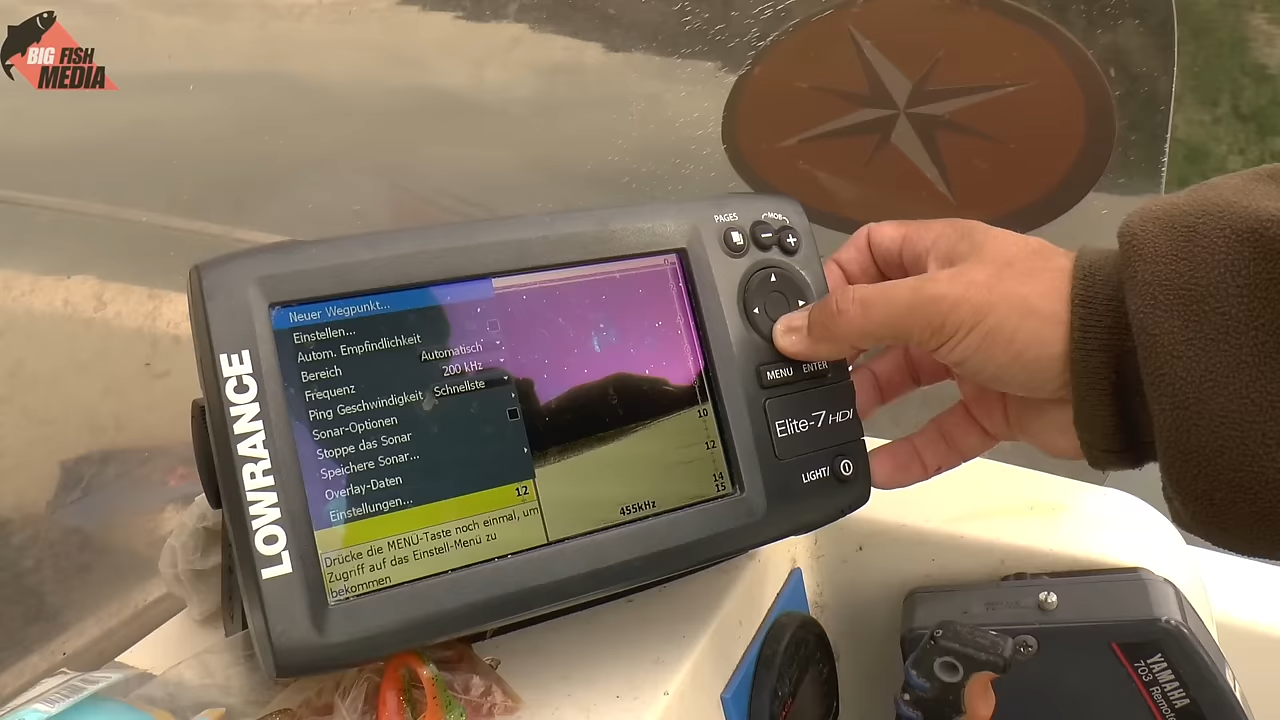 BIG FISH
MEDIA
PAGES
MOB
LOWRANCE
Neuer Wegpunkt...
Einstellen...
Autom. Empfindlichkeit
Bereich Automatisch
Frequenz 200 kHz
Ping Geschwindigkeit Schnellste
Sonar-Optionen
Stoppe das Sonar
Speichere Sonar...
Overlay-Daten
Einstellungen...
12
Drücke die MENÜ-Taste noch einmal, um
Zugriff auf das Einstell-Menü zu
bekommen
10
12
14
15
455kHz
MENU ENTER
Elite-7 HDI
LIGHT/
YAMAHA
703 Remote